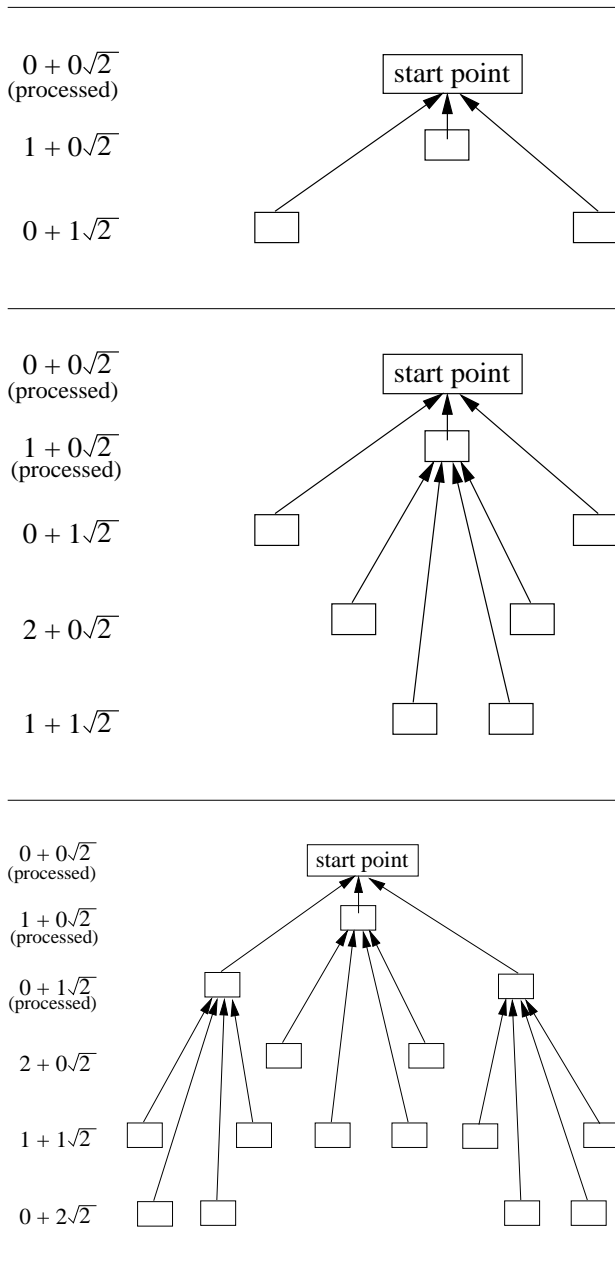 0 + 0√2
(processed)
start point
1 + 0√2
0 + 1√2
0 + 0√2
(processed)
start point
1 + 0√2
(processed)
0 + 1√2
2 + 0√2
1 + 1√2
0 + 0√2
(processed)
start point
1 + 0√2
(processed)
0 + 1√2
(processed)
2 + 0√2
1 + 1√2
0 + 2√2